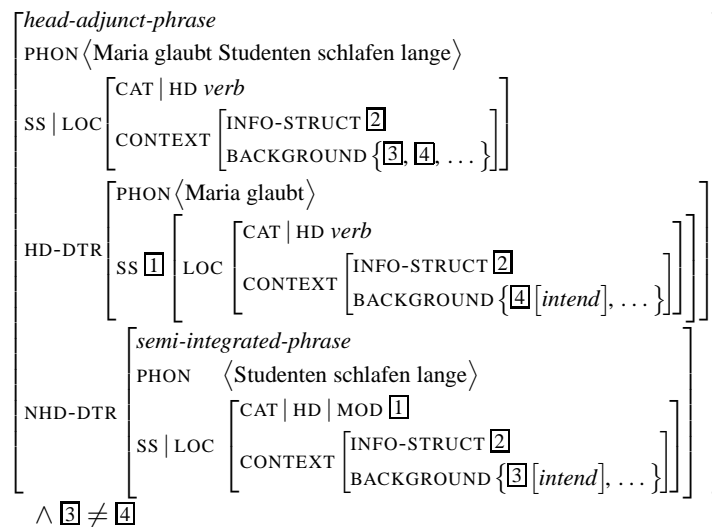 head-adjunct-phrase
PHON ⟨Maria glaubt Studenten schlafen lange⟩
CAT | HD verb
SS | LOC
INFO-STRUCT 2
CONTEXT
BACKGROUND {3, 4, ...}
PHON ⟨Maria glaubt⟩
CAT | HD verb
HD-DTR
SS 1 LOC
INFO-STRUCT 2
CONTEXT
BACKGROUND {4 [intend], ...}
semi-integrated-phrase
PHON ⟨Studenten schlafen lange⟩
NHD-DTR
CAT | HD | MOD 1
SS | LOC
INFO-STRUCT 2
CONTEXT
BACKGROUND {3 [intend], ...}
∧ 3 ≠ 4